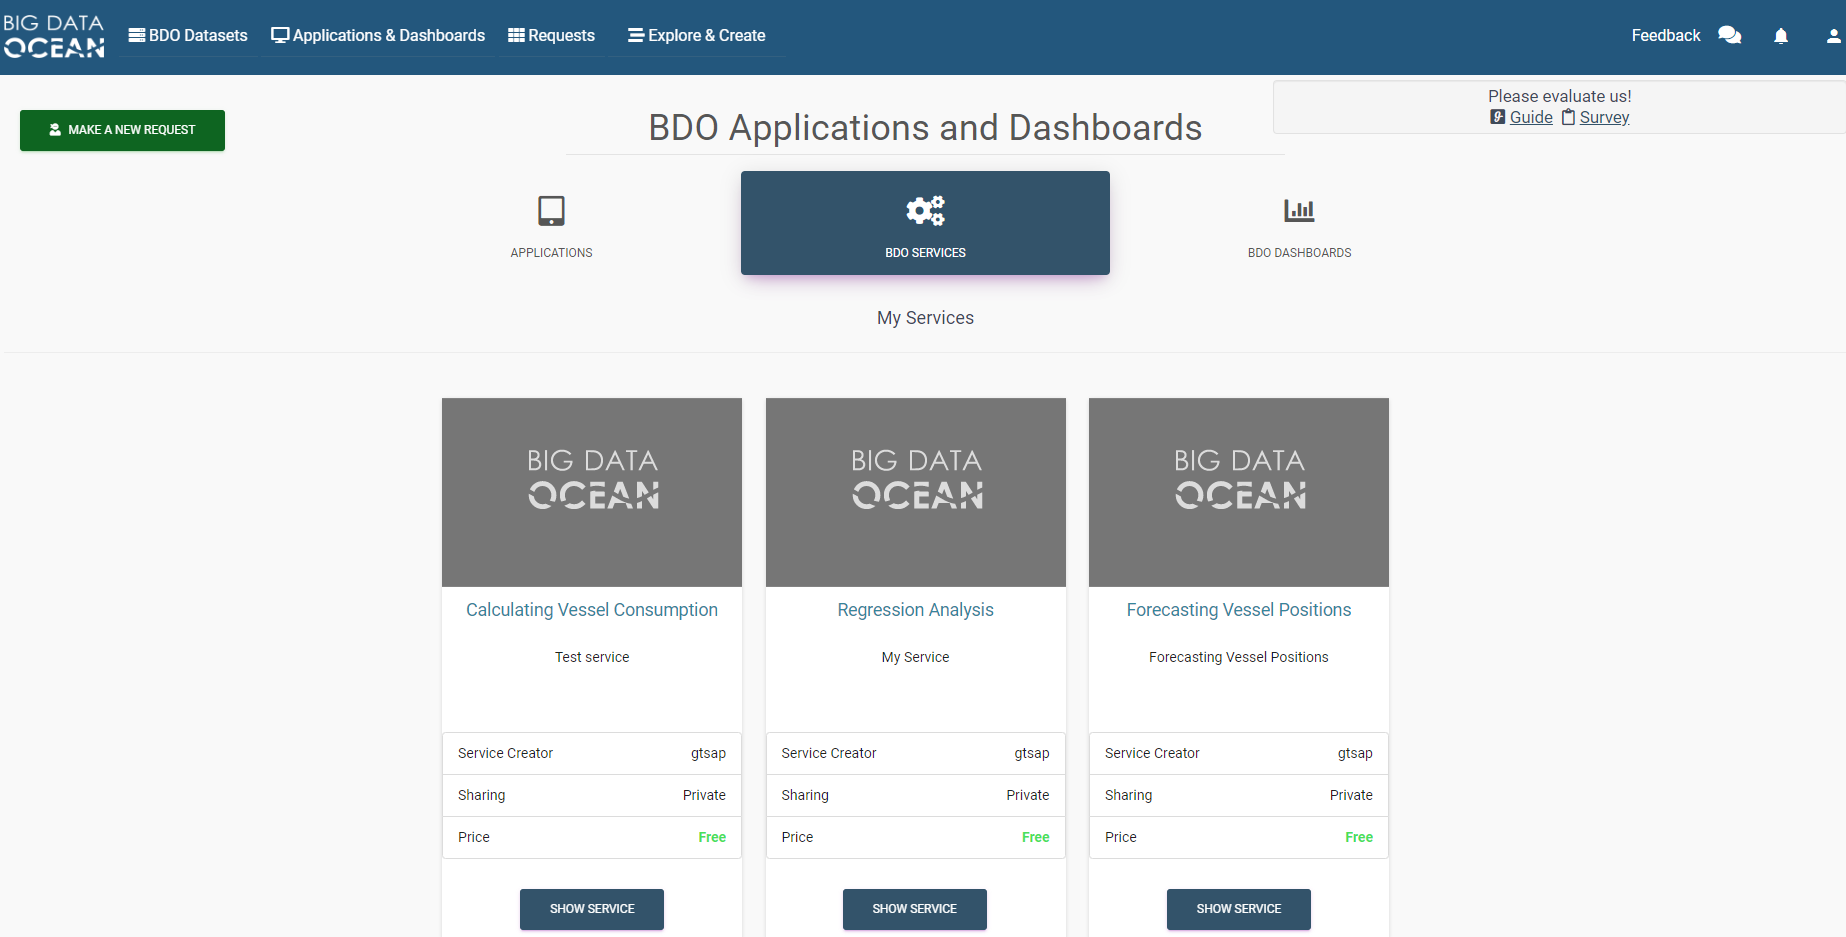 BIG DATA
OCEAN
BDO Datasets
Applications & Dashboards
Requests
Explore & Create
Feedback
Please evaluate us!
Guide Survey
MAKE A NEW REQUEST
BDO Applications and Dashboards
APPLICATIONS
BDO SERVICES
BDO DASHBOARDS
My Services
BIG DATA
OCEAN
Calculating Vessel Consumption
Test service
Service Creator gtsap
Sharing Private
Price Free
SHOW SERVICE
BIG DATA
OCEAN
Regression Analysis
My Service
Service Creator gtsap
Sharing Private
Price Free
SHOW SERVICE
BIG DATA
OCEAN
Forecasting Vessel Positions
Forecasting Vessel Positions
Service Creator gtsap
Sharing Private
Price Free
SHOW SERVICE